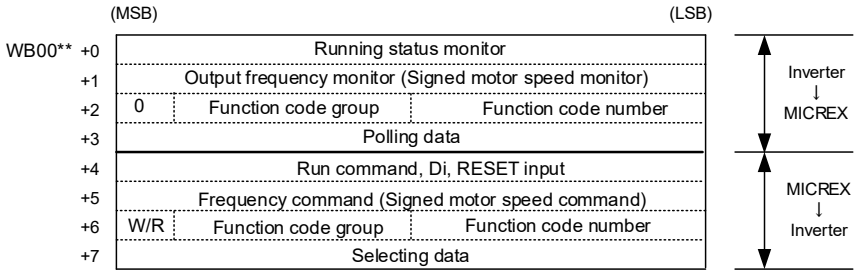 (MSB) (LSB)
WB00** +0 Running status monitor
+1 Output frequency monitor (Signed motor speed monitor)
+2 0 Function code group Function code number
+3 Polling data
Inverter
↓
MICREX
+4 Run command, Di, RESET input
+5 Frequency command (Signed motor speed command)
+6 W/R Function code group Function code number
+7 Selecting data
MICREX
↓
Inverter